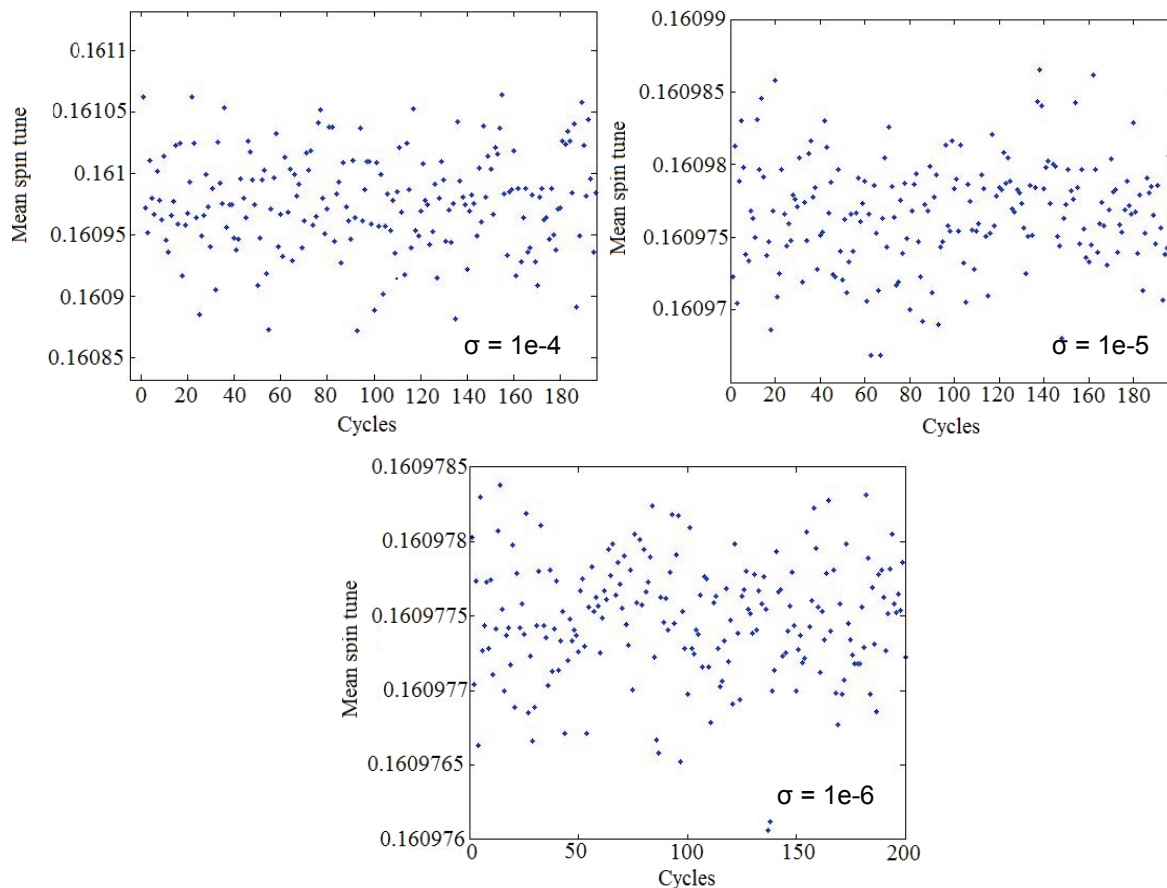 0.1611
0.16105
0.161
0.16095
0.1609
0.16085
Mean spin tune
σ = 1e-4
0 20 40 60 80 100 120 140 160 180
Cycles
0.16099
0.160985
0.16098
0.160975
0.16097
Mean spin tune
σ = 1e-5
0 20 40 60 80 100 120 140 160 180
Cycles
0.1609785
0.160978
0.1609775
0.160977
0.1609765
0.160976
Mean spin tune
σ = 1e-6
0 50 100 150 200
Cycles